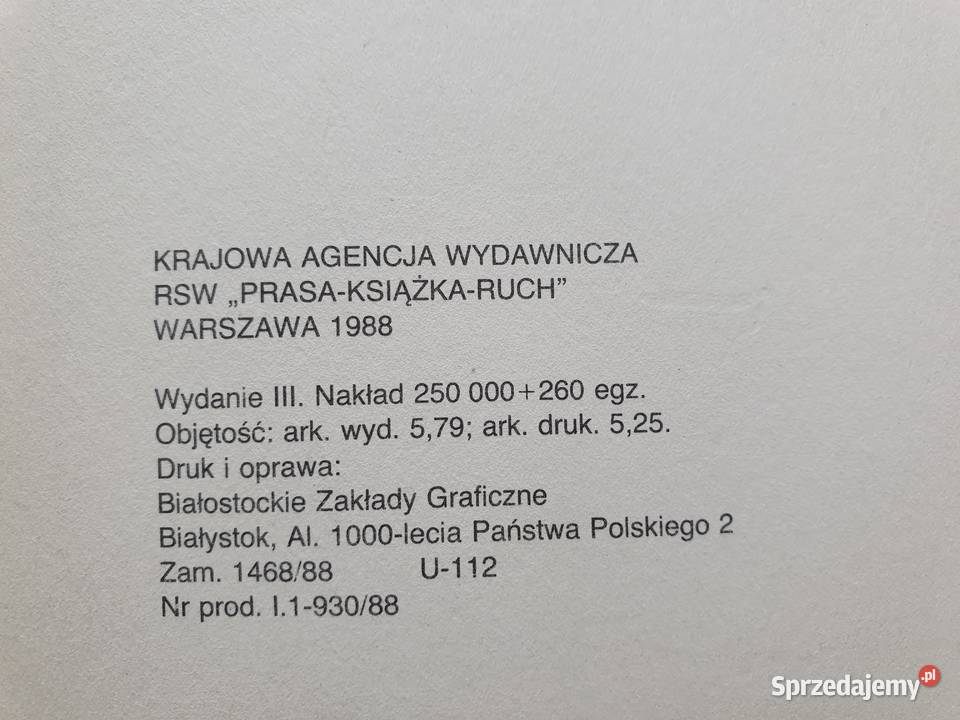 KRAJOWA AGENCJA WYDAWNICZA
RSW „PRASA-KSIĄŻKA-RUCH”
WARSZAWA 1988
Wydanie III. Nakład 250 000+260 egz.
Objętość: ark. wyd. 5,79; ark. druk. 5,25.
Druk i oprawa:
Białostockie Zakłady Graficzne
Białystok, Al. 1000-lecia Państwa Polskiego 2
Zam. 1468/88 U-112
Nr prod. I.1-930/88
Sprzedajemy.pl